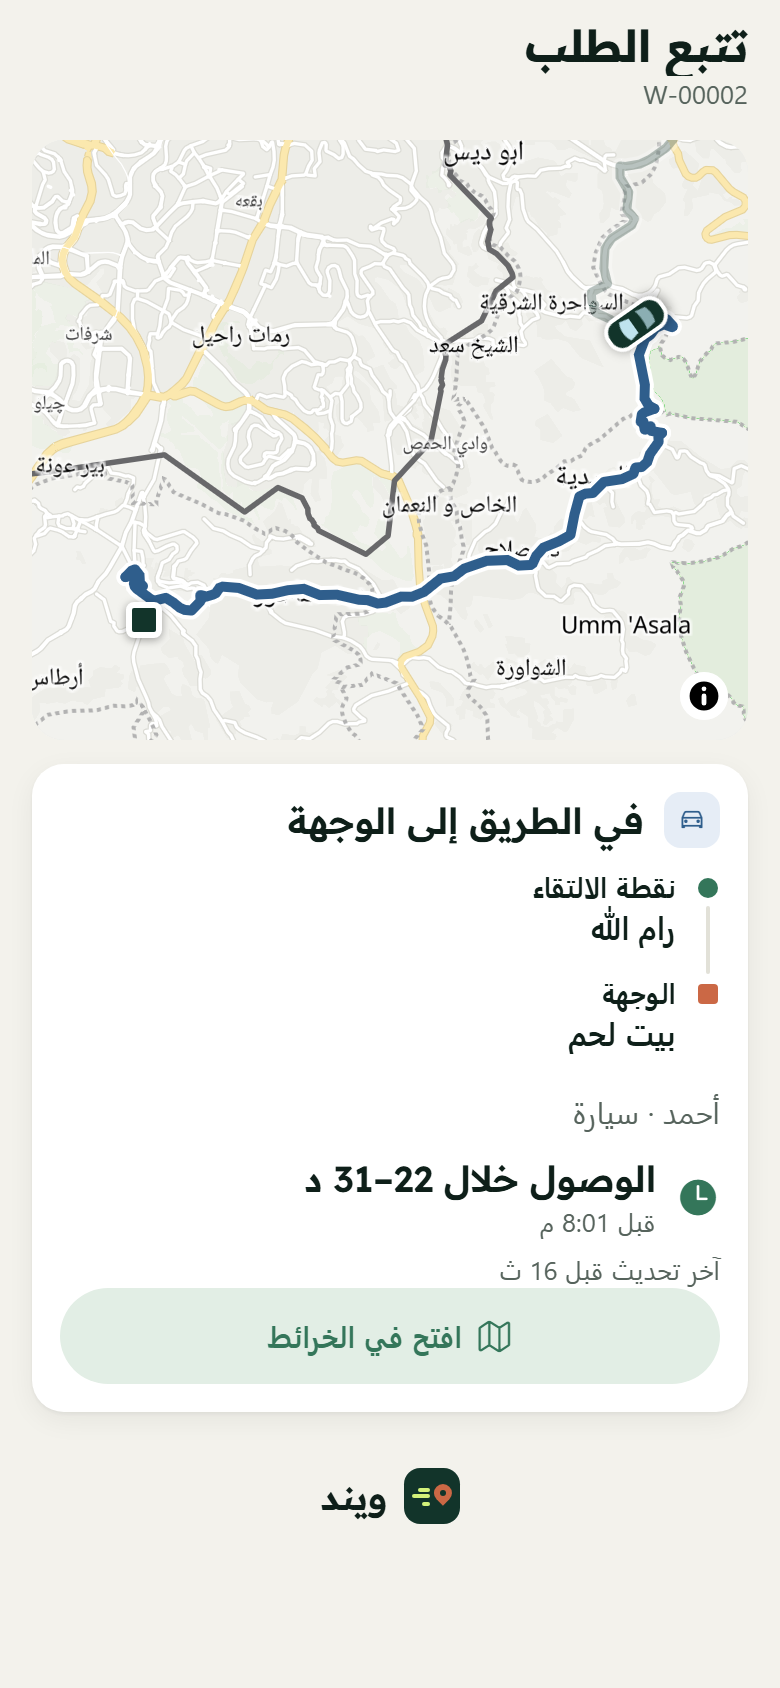 تتبع الطلب
W-00002
ابو ديس
بقعه
السواحرة الشرقية
شرفات
رمات راحيل
الشيخ سعد
وادي الحمص
بير عونة
الخاص و النعمان
Umm 'Asala
الشواورة
أرطاس
في الطريق إلى الوجهة
نقطة الالتقاء
رام الله
الوجهة
بيت لحم
أحمد · سيارة
الوصول خلال 22–31 د
قبل 8:01 م
آخر تحديث قبل 16 ث
افتح في الخرائط
ويند